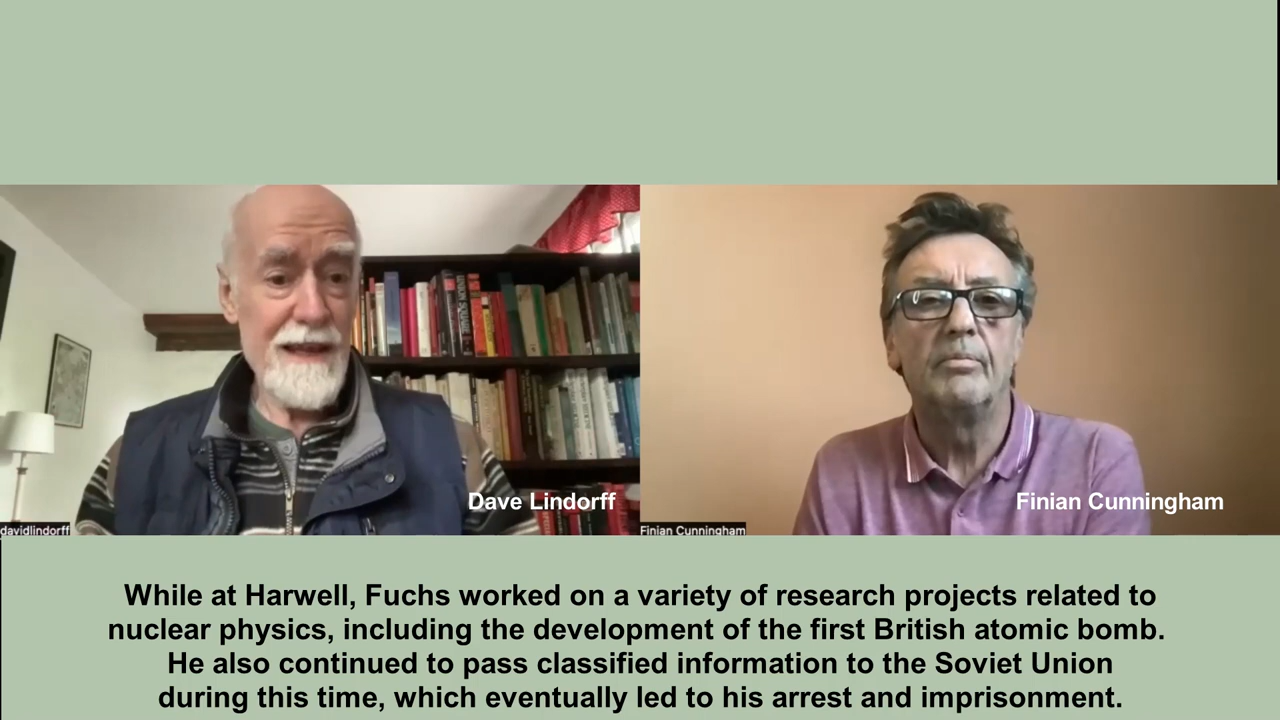 UNION SQUARE
Dave Lindorff
Finian Cunningham
davidlindorff
Finian Cunningham
While at Harwell, Fuchs worked on a variety of research projects related to
nuclear physics, including the development of the first British atomic bomb.
He also continued to pass classified information to the Soviet Union
during this time, which eventually led to his arrest and imprisonment.